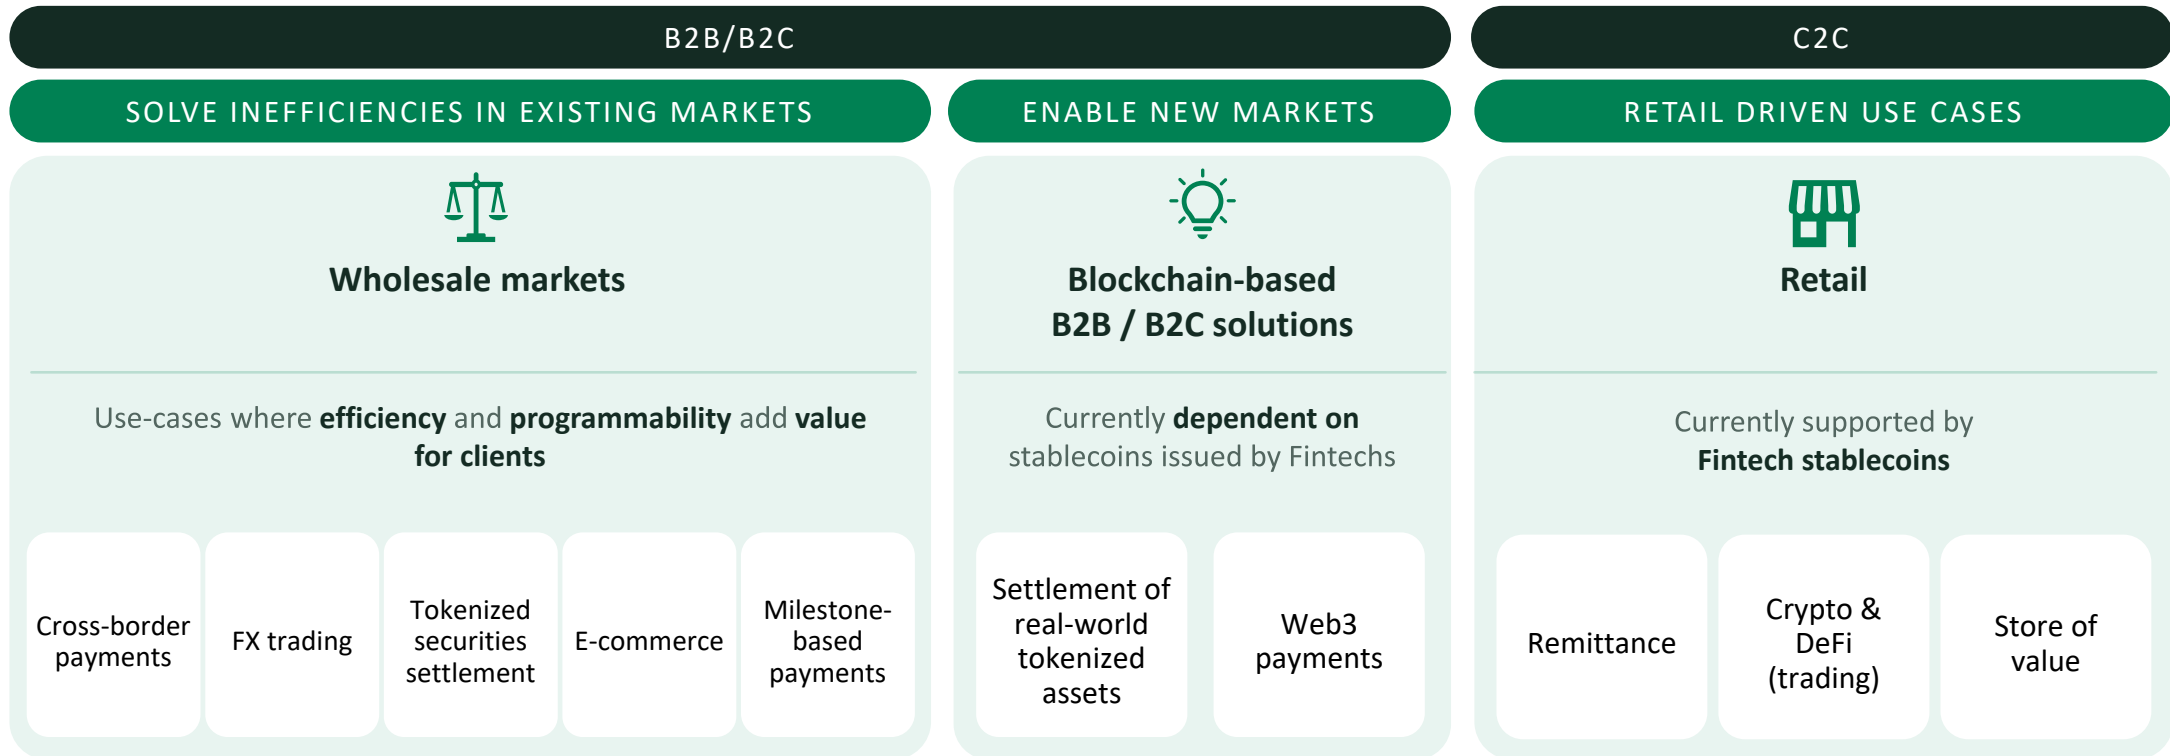 B2B/B2C
C2C
SOLVE INEFFICIENCIES IN EXISTING MARKETS
ENABLE NEW MARKETS
RETAIL DRIVEN USE CASES
Wholesale markets
Use-cases where efficiency and programmability add value
for clients
Cross-border
payments
FX trading
Tokenized
securities
settlement
E-commerce
Milestone-
based
payments
Blockchain-based
B2B / B2C solutions
Currently dependent on
stablecoins issued by Fintechs
Settlement of
real-world
tokenized
assets
Web3
payments
Retail
Currently supported by
Fintech stablecoins
Remittance
Crypto &
DeFi
(trading)
Store of
value